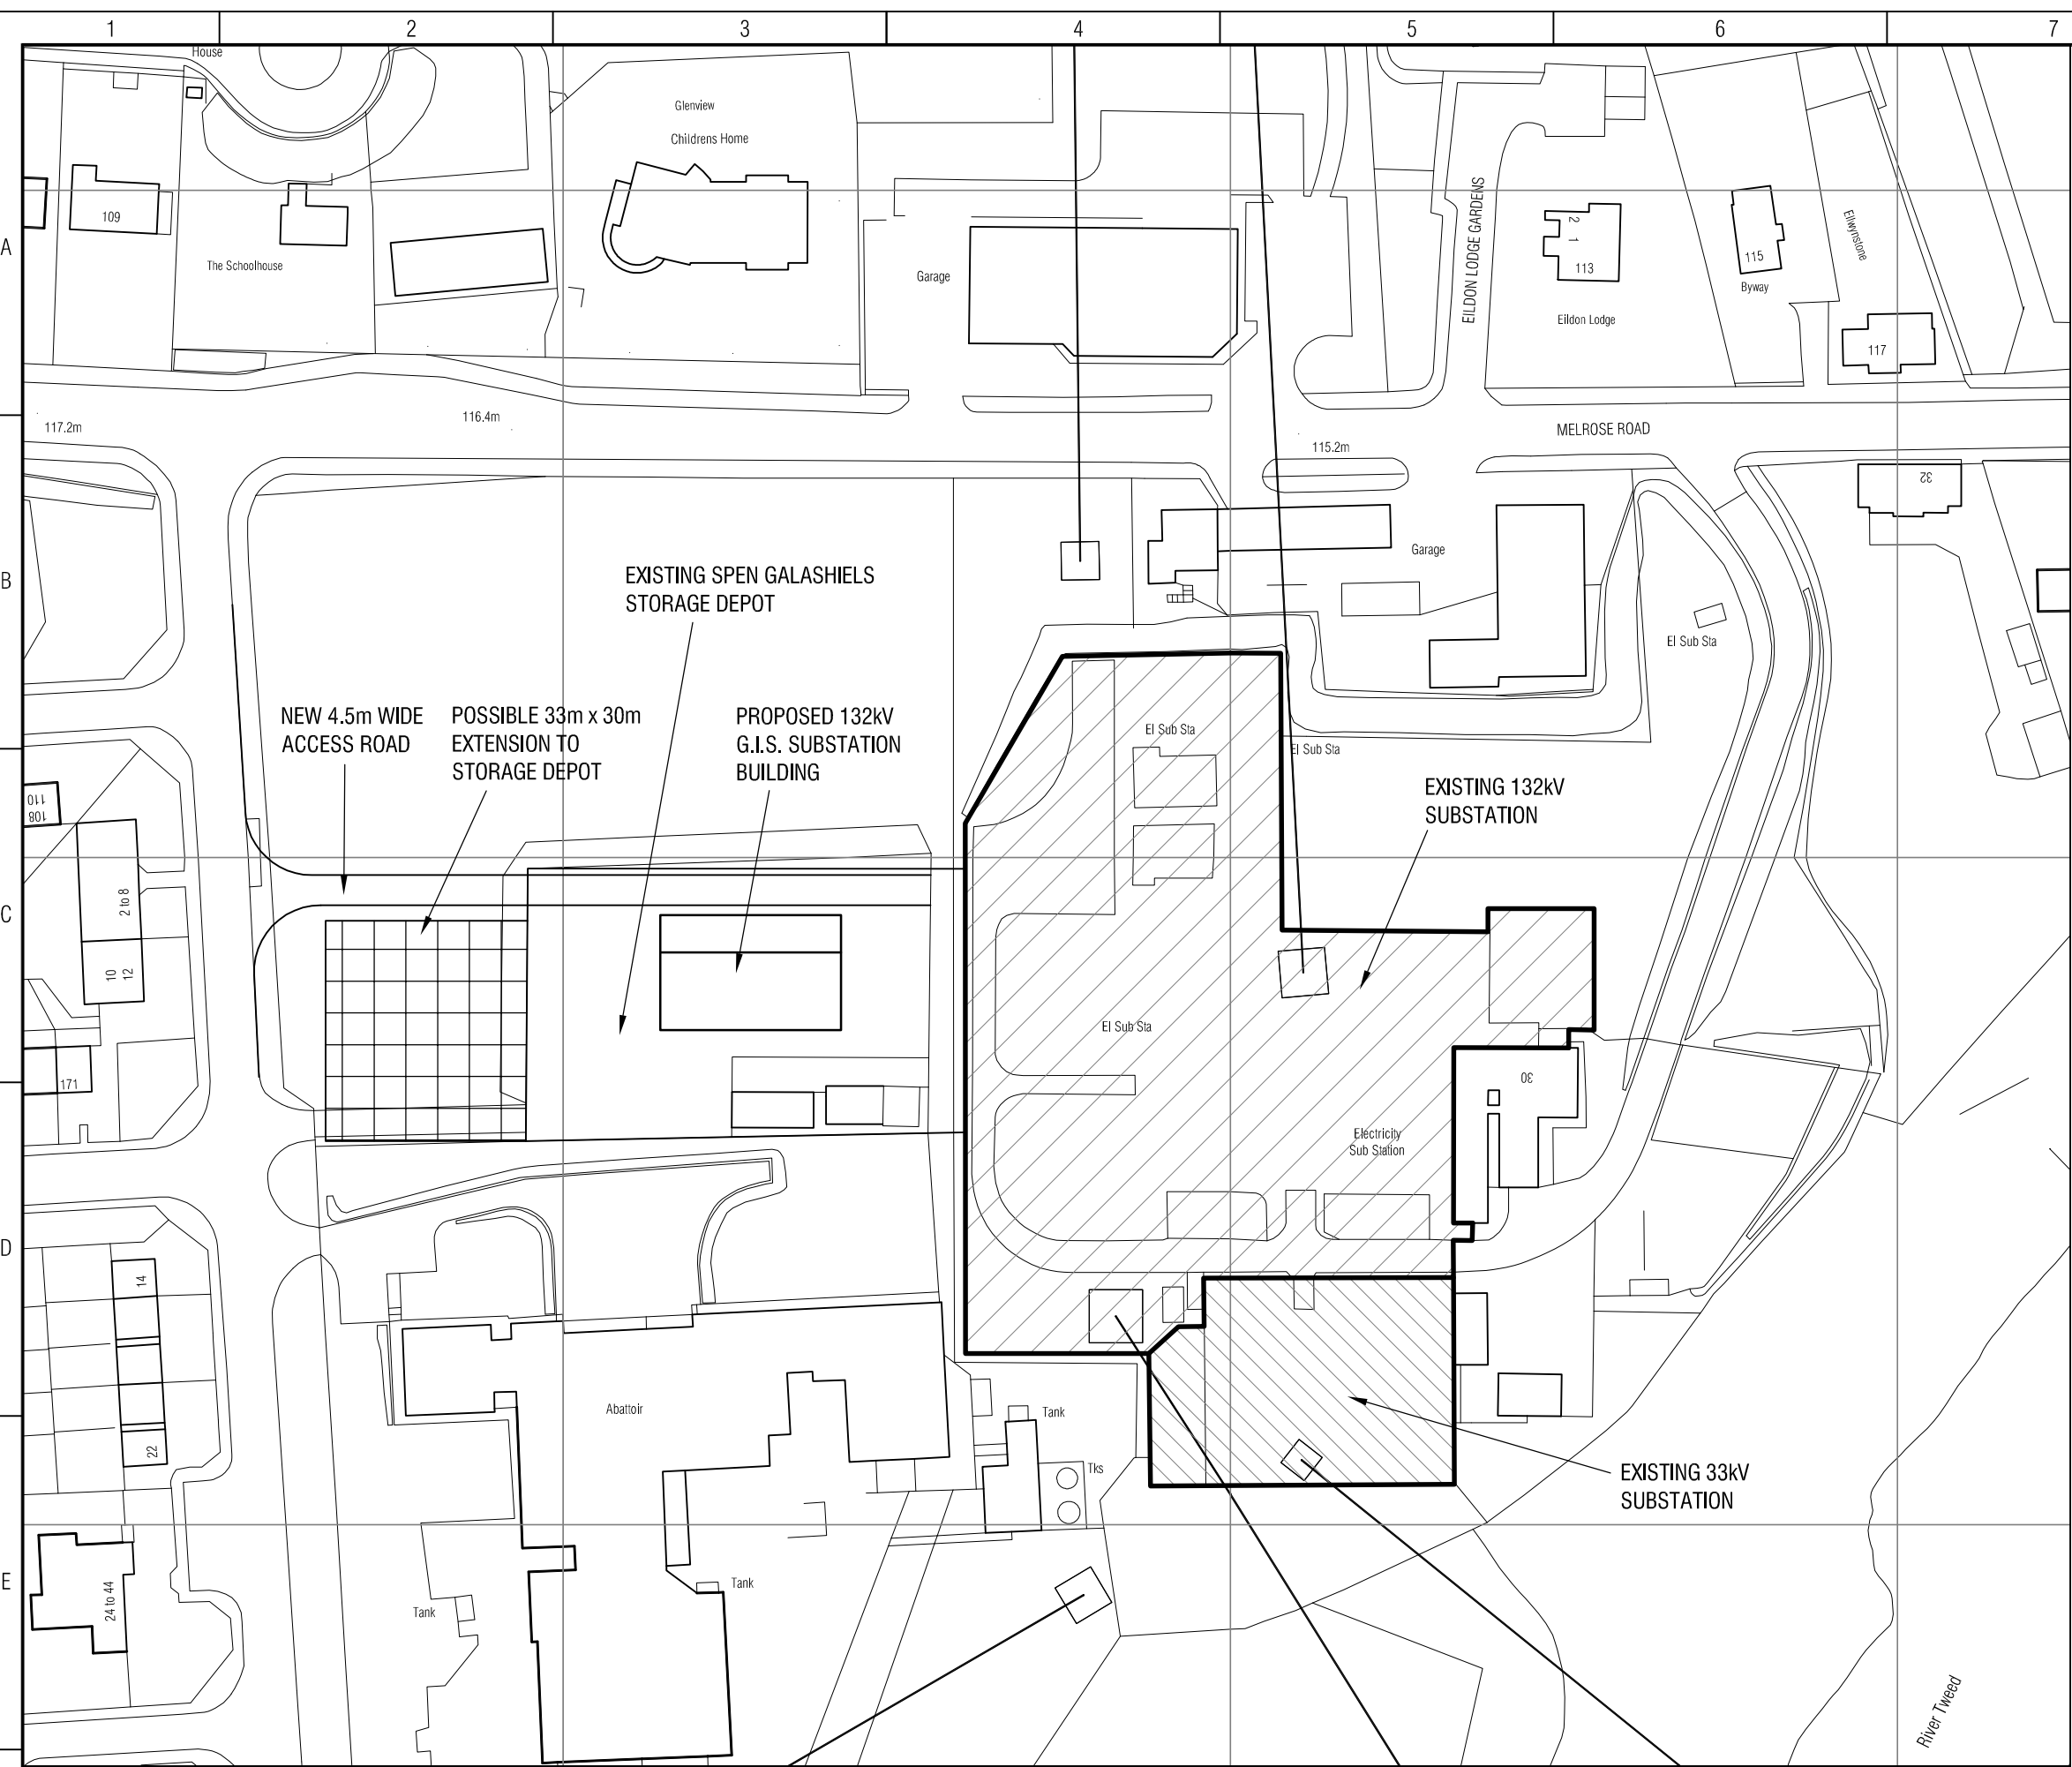 1
2
3
4
5
6
7
House
Glenview
Childrens Home
EILDON LODGE GARDENS
109
2
1
Ellwynstone
A
The Schoolhouse
Garage
113
115
Byway
Eildon Lodge
117
117.2m
116.4m
115.2m
MELROSE ROAD
32
B
EXISTING SPEN GALASHIELS
STORAGE DEPOT
Garage
El Sub Sta
NEW 4.5m WIDE
ACCESS ROAD
POSSIBLE 33m x 30m
EXTENSION TO
STORAGE DEPOT
PROPOSED 132kV
G.I.S. SUBSTATION
BUILDING
El Sub Sta
El Sub Sta
EXISTING 132kV
SUBSTATION
110
108
C
2 to 8
10
12
El Sub Sta
171
30
Electricity
Sub Station
D
14
22
Abattoir
Tank
Tks
EXISTING 33kV
SUBSTATION
E
24 to 44
Tank
Tank
River Tweed